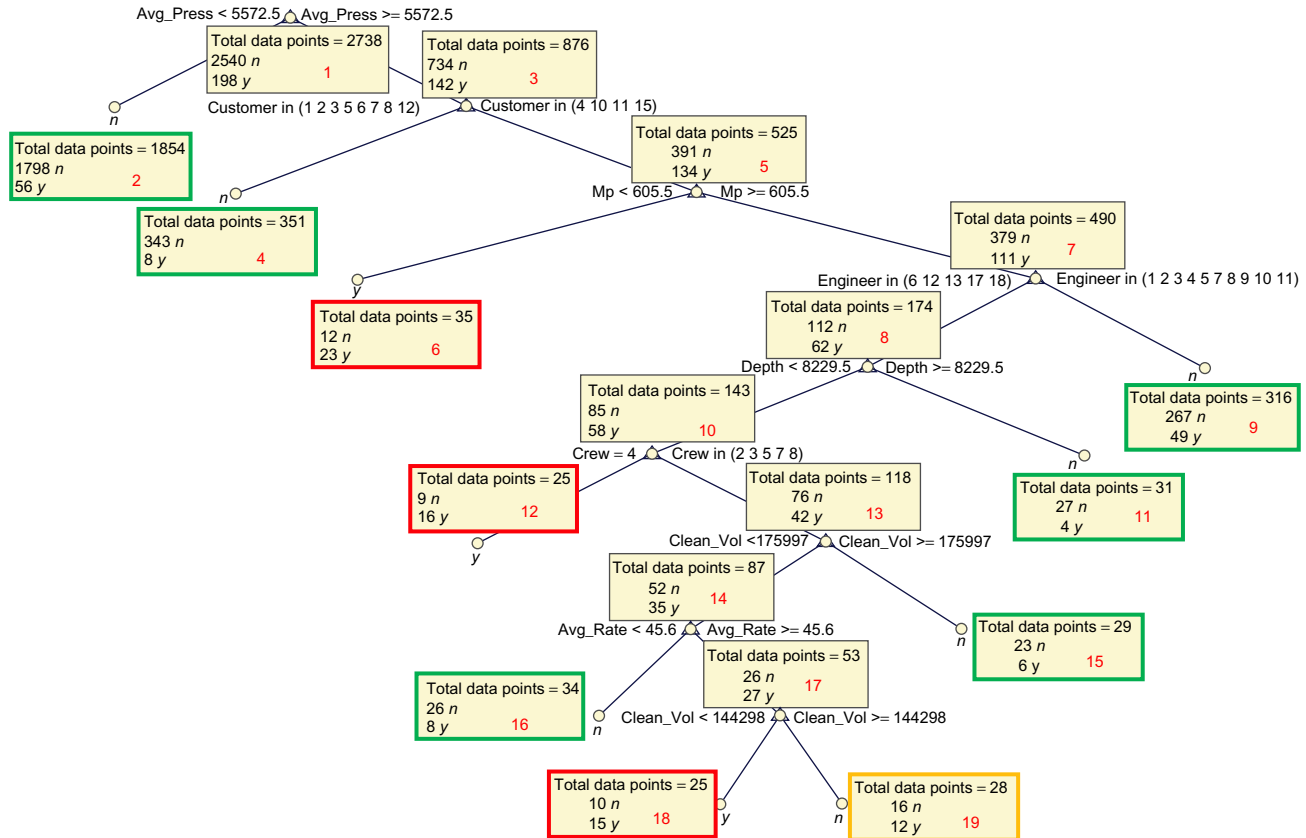 Avg_Press < 5572.5 Avg_Press >= 5572.5
Total data points = 2738
2540 n
198 y
1
Total data points = 876
734 n
142 y
3
Customer in (1 2 3 5 6 7 8 12) Customer in (4 10 11 15)
n
Total data points = 1854
1798 n
56 y
2
Total data points = 525
391 n
134 y
5
Mp < 605.5 Mp >= 605.5
n
Total data points = 351
343 n
8 y
4
Total data points = 490
379 n
111 y
7
Engineer in (6 12 13 17 18) Engineer in (1 2 3 4 5 7 8 9 10 11)
y
Total data points = 35
12 n
23 y
6
Total data points = 174
112 n
62 y
8
Depth < 8229.5 Depth >= 8229.5
n
Total data points = 316
267 n
49 y
9
Total data points = 143
85 n
58 y
10
Crew = 4 Crew in (2 3 5 7 8)
n
Total data points = 31
27 n
4 y
11
Total data points = 25
9 n
16 y
12
y
Total data points = 118
76 n
42 y
13
Clean_Vol <175997 Clean_Vol >= 175997
Total data points = 87
52 n
35 y
14
Avg_Rate < 45.6 Avg_Rate >= 45.6
n
Total data points = 29
23 n
6 y
15
Total data points = 34
26 n
8 y
16
n
Total data points = 53
26 n
27 y
17
Clean_Vol < 144298 Clean_Vol >= 144298
Total data points = 25
10 n
15 y
18
y
n
Total data points = 28
16 n
12 y
19